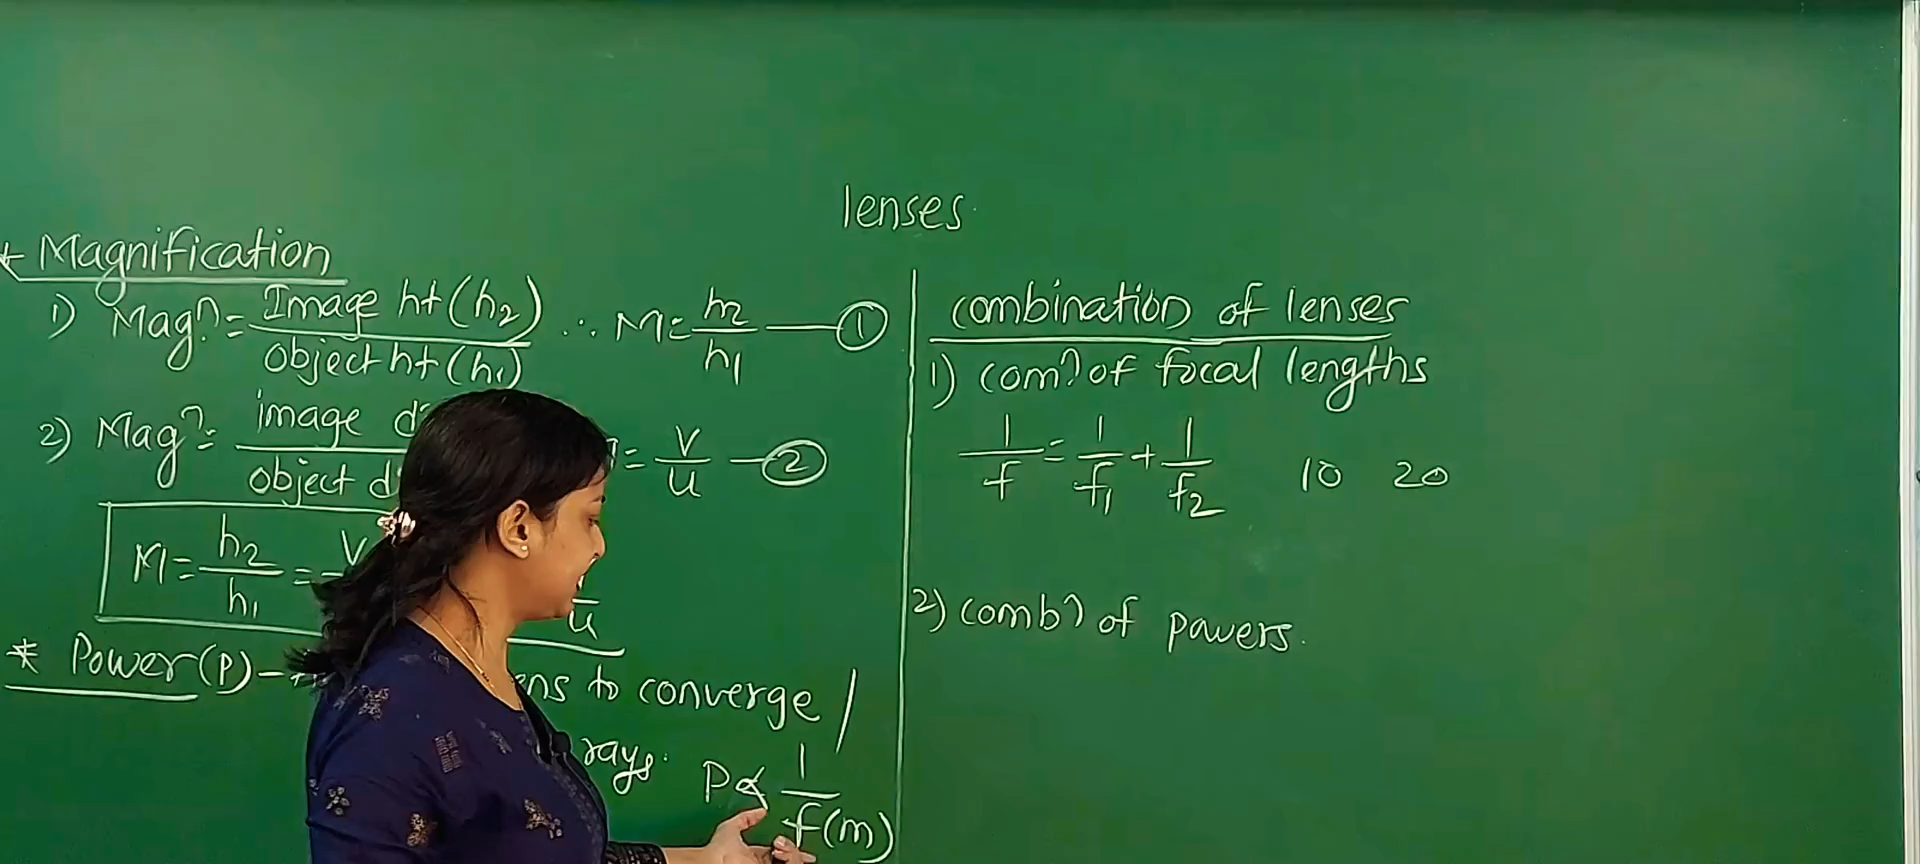 lenses.
* Magnification
1) Magn. = Image ht (h₂) / object ht (h₁) ∴ M = h₂ / h₁ — ①
2) Magn. = image / object = v / u — ②
M = h₂ / h₁ = v / u
* Power (P) – to converge /
rays. P ∝ 1 / f(m)
combination of lenses
1) comn of focal lengths
1/f = 1/f₁ + 1/f₂ 10 20
2) combn of powers.